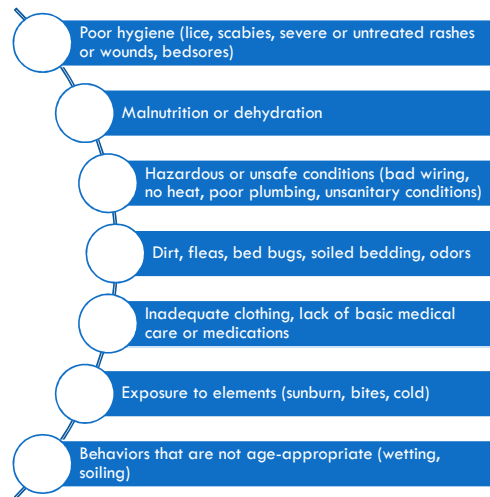 Poor hygiene (lice, scabies, severe or untreated rashes
or wounds, bedsores)
Malnutrition or dehydration
Hazardous or unsafe conditions (bad wiring,
no heat, poor plumbing, unsanitary conditions)
Dirt, fleas, bed bugs, soiled bedding, odors
Inadequate clothing, lack of basic medical
care or medications
Exposure to elements (sunburn, bites, cold)
Behaviors that are not age-appropriate (wetting,
soiling)